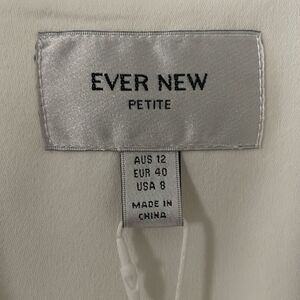 EVER NEW
PETITE
AUS 12
EUR 40
USA 8
MADE IN
CHINA